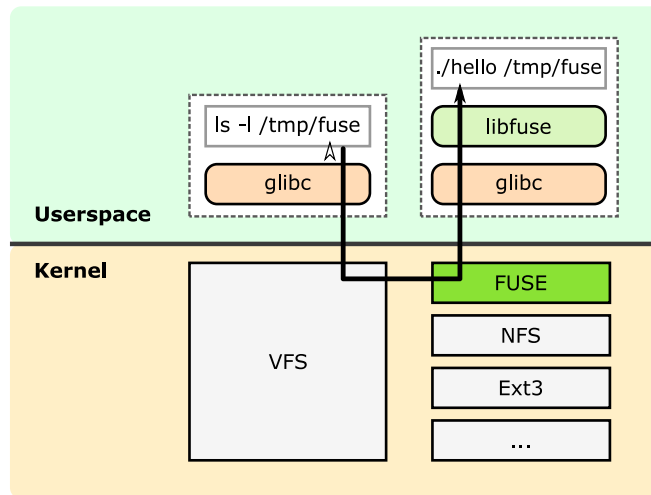 ./hello /tmp/fuse
ls -l /tmp/fuse
libfuse
glibc
glibc
Userspace
Kernel
FUSE
NFS
VFS
Ext3
...